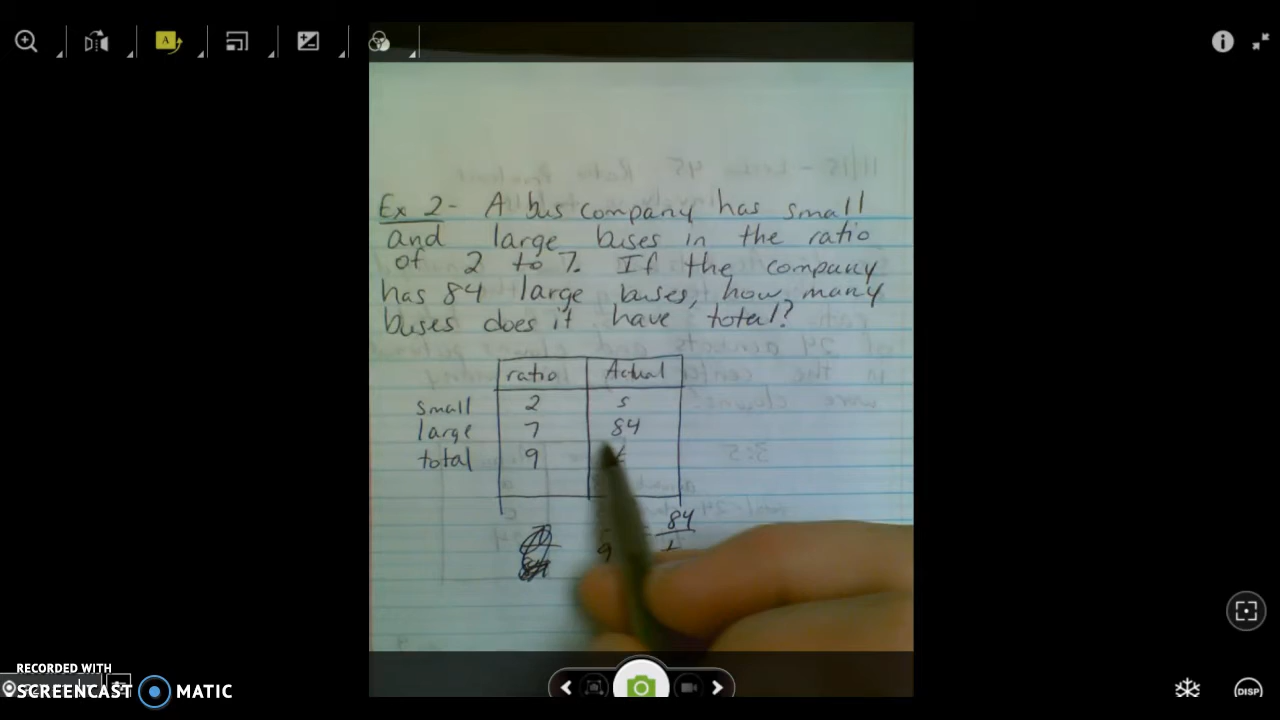 A
Ex 2- A bus company has small
and large buses in the ratio
of 2 to 7. If the company
has 84 large buses, how many
buses does it have total?
ratio Actual
small 2 s
large 7 84
total 9 t
84
9 t
RECORDED WITH
SCREENCAST MATIC
DISP